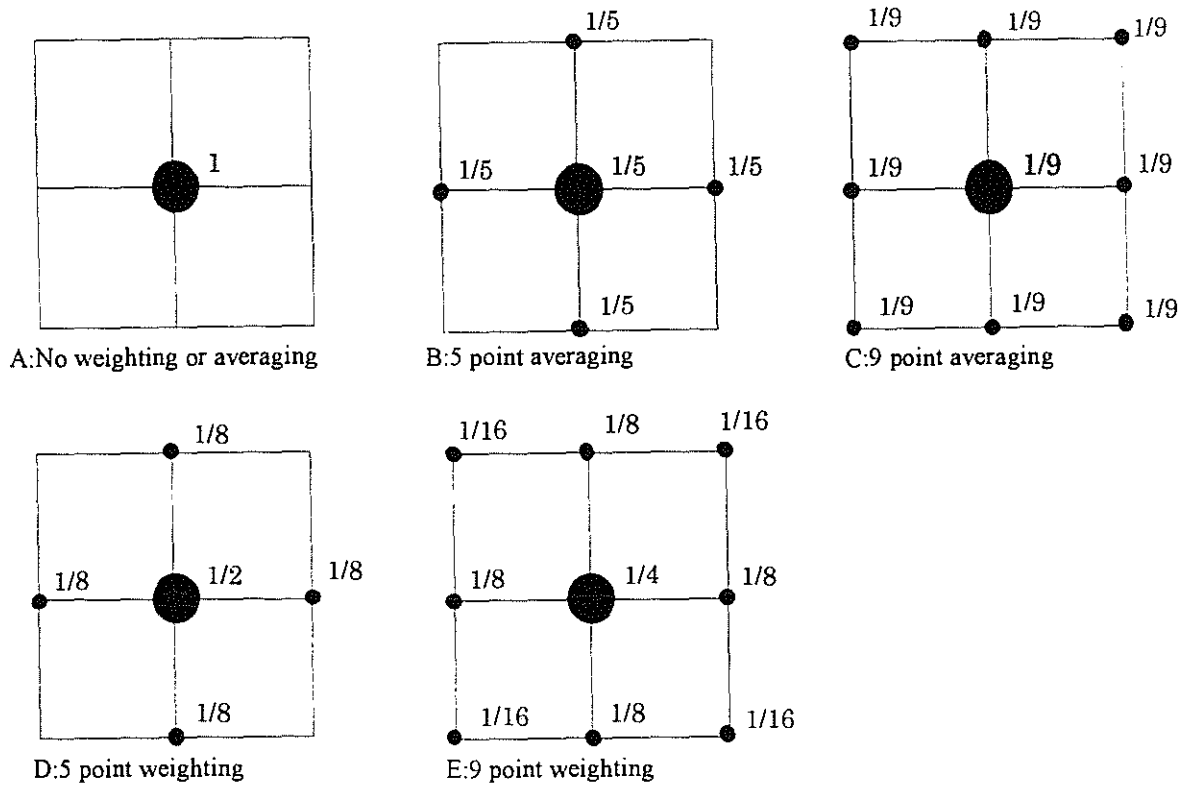 1
A:No weighting or averaging
1/5
1/5 1/5 1/5
1/5
B:5 point averaging
1/9 1/9 1/9
1/9 1/9 1/9
1/9 1/9 1/9
C:9 point averaging
1/8
1/8 1/2 1/8
1/8
D:5 point weighting
1/16 1/8 1/16
1/8 1/4 1/8
1/16 1/8 1/16
E:9 point weighting